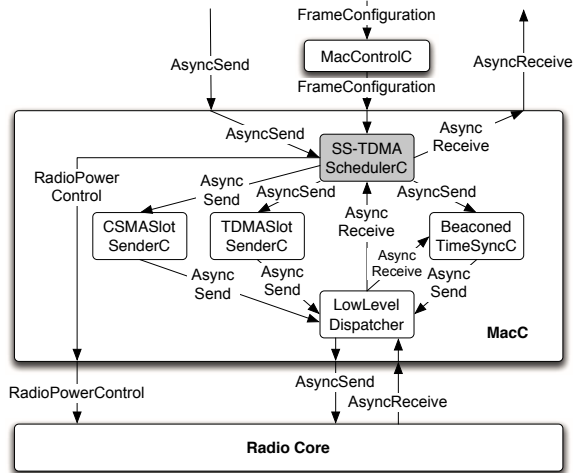 FrameConfiguration
MacControlC
AsyncSend
AsyncReceive
FrameConfiguration
AsyncSend
SS-TDMA
SchedulerC
Async
Receive
RadioPower
Control
Async
Send
AsyncSend
Async
Receive
AsyncSend
CSMASlot
SenderC
TDMASlot
SenderC
Beaconed
TimeSyncC
Async
Send
Async
Send
Async
Receive
Async
Send
LowLevel
Dispatcher
MacC
RadioPowerControl
AsyncSend
AsyncReceive
Radio Core